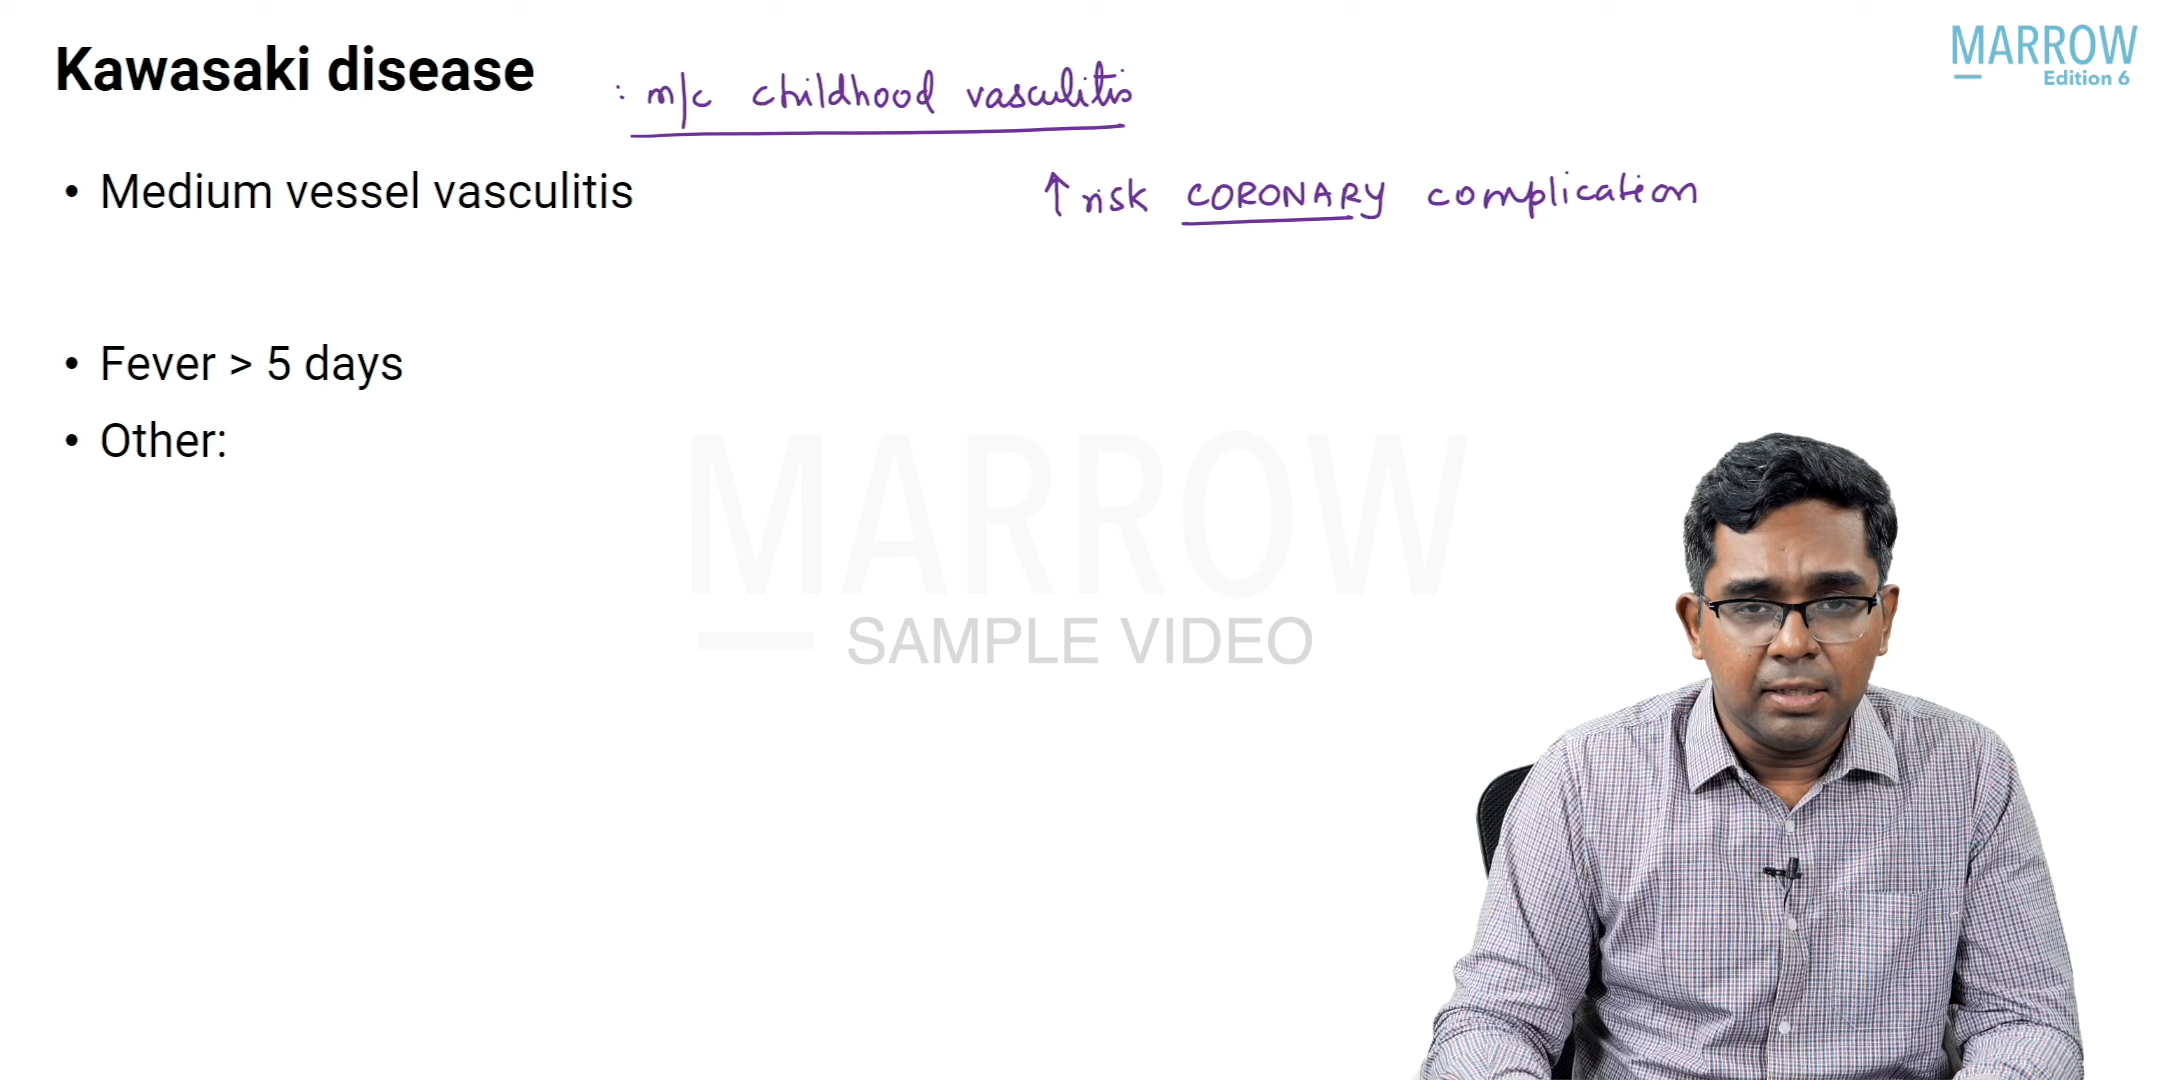 Kawasaki disease : m/c childhood vasculitis
MARROW
Edition 6
• Medium vessel vasculitis ↑ risk CORONARY complication
• Fever > 5 days
• Other:
MARROW
SAMPLE VIDEO